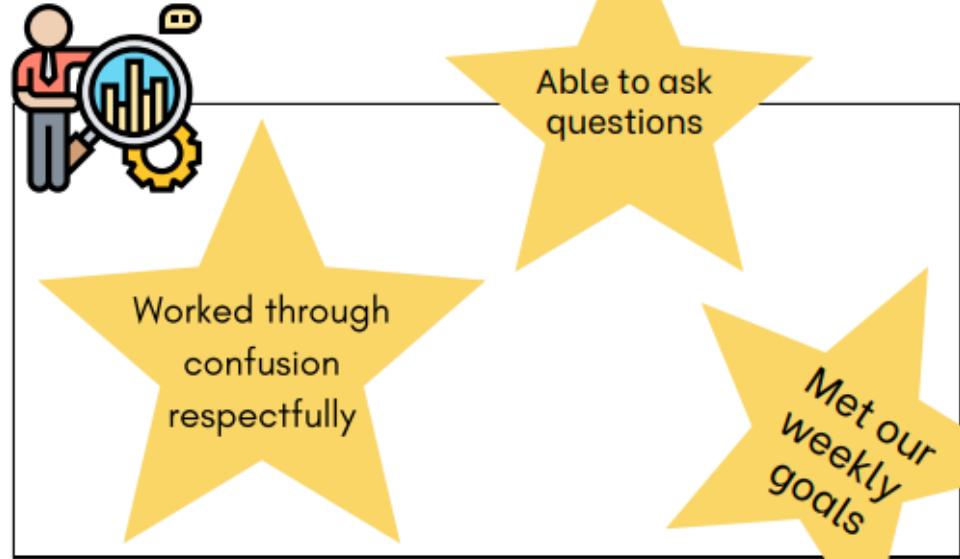 Able to ask
questions
Worked through
confusion
respectfully
Met our
weekly
goals